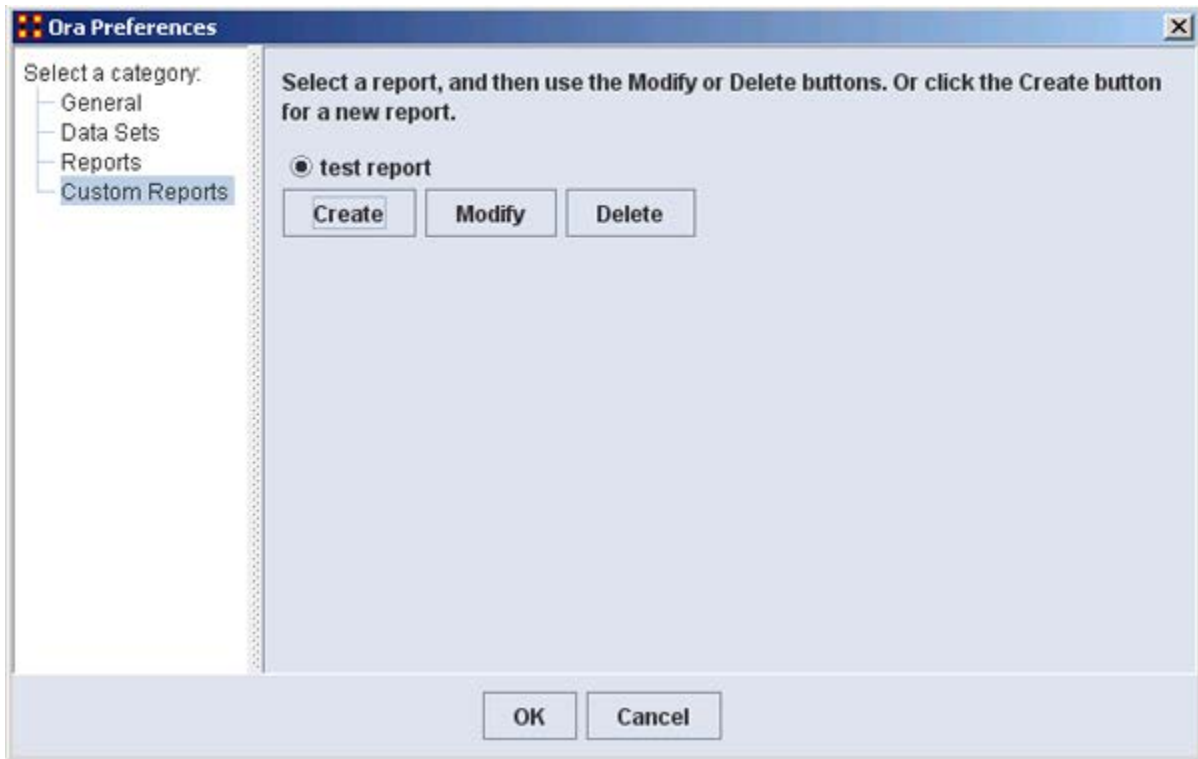 Ora Preferences
Select a category:
General
Data Sets
Reports
Custom Reports
Select a report, and then use the Modify or Delete buttons. Or click the Create button
for a new report.
test report
Create Modify Delete
OK Cancel